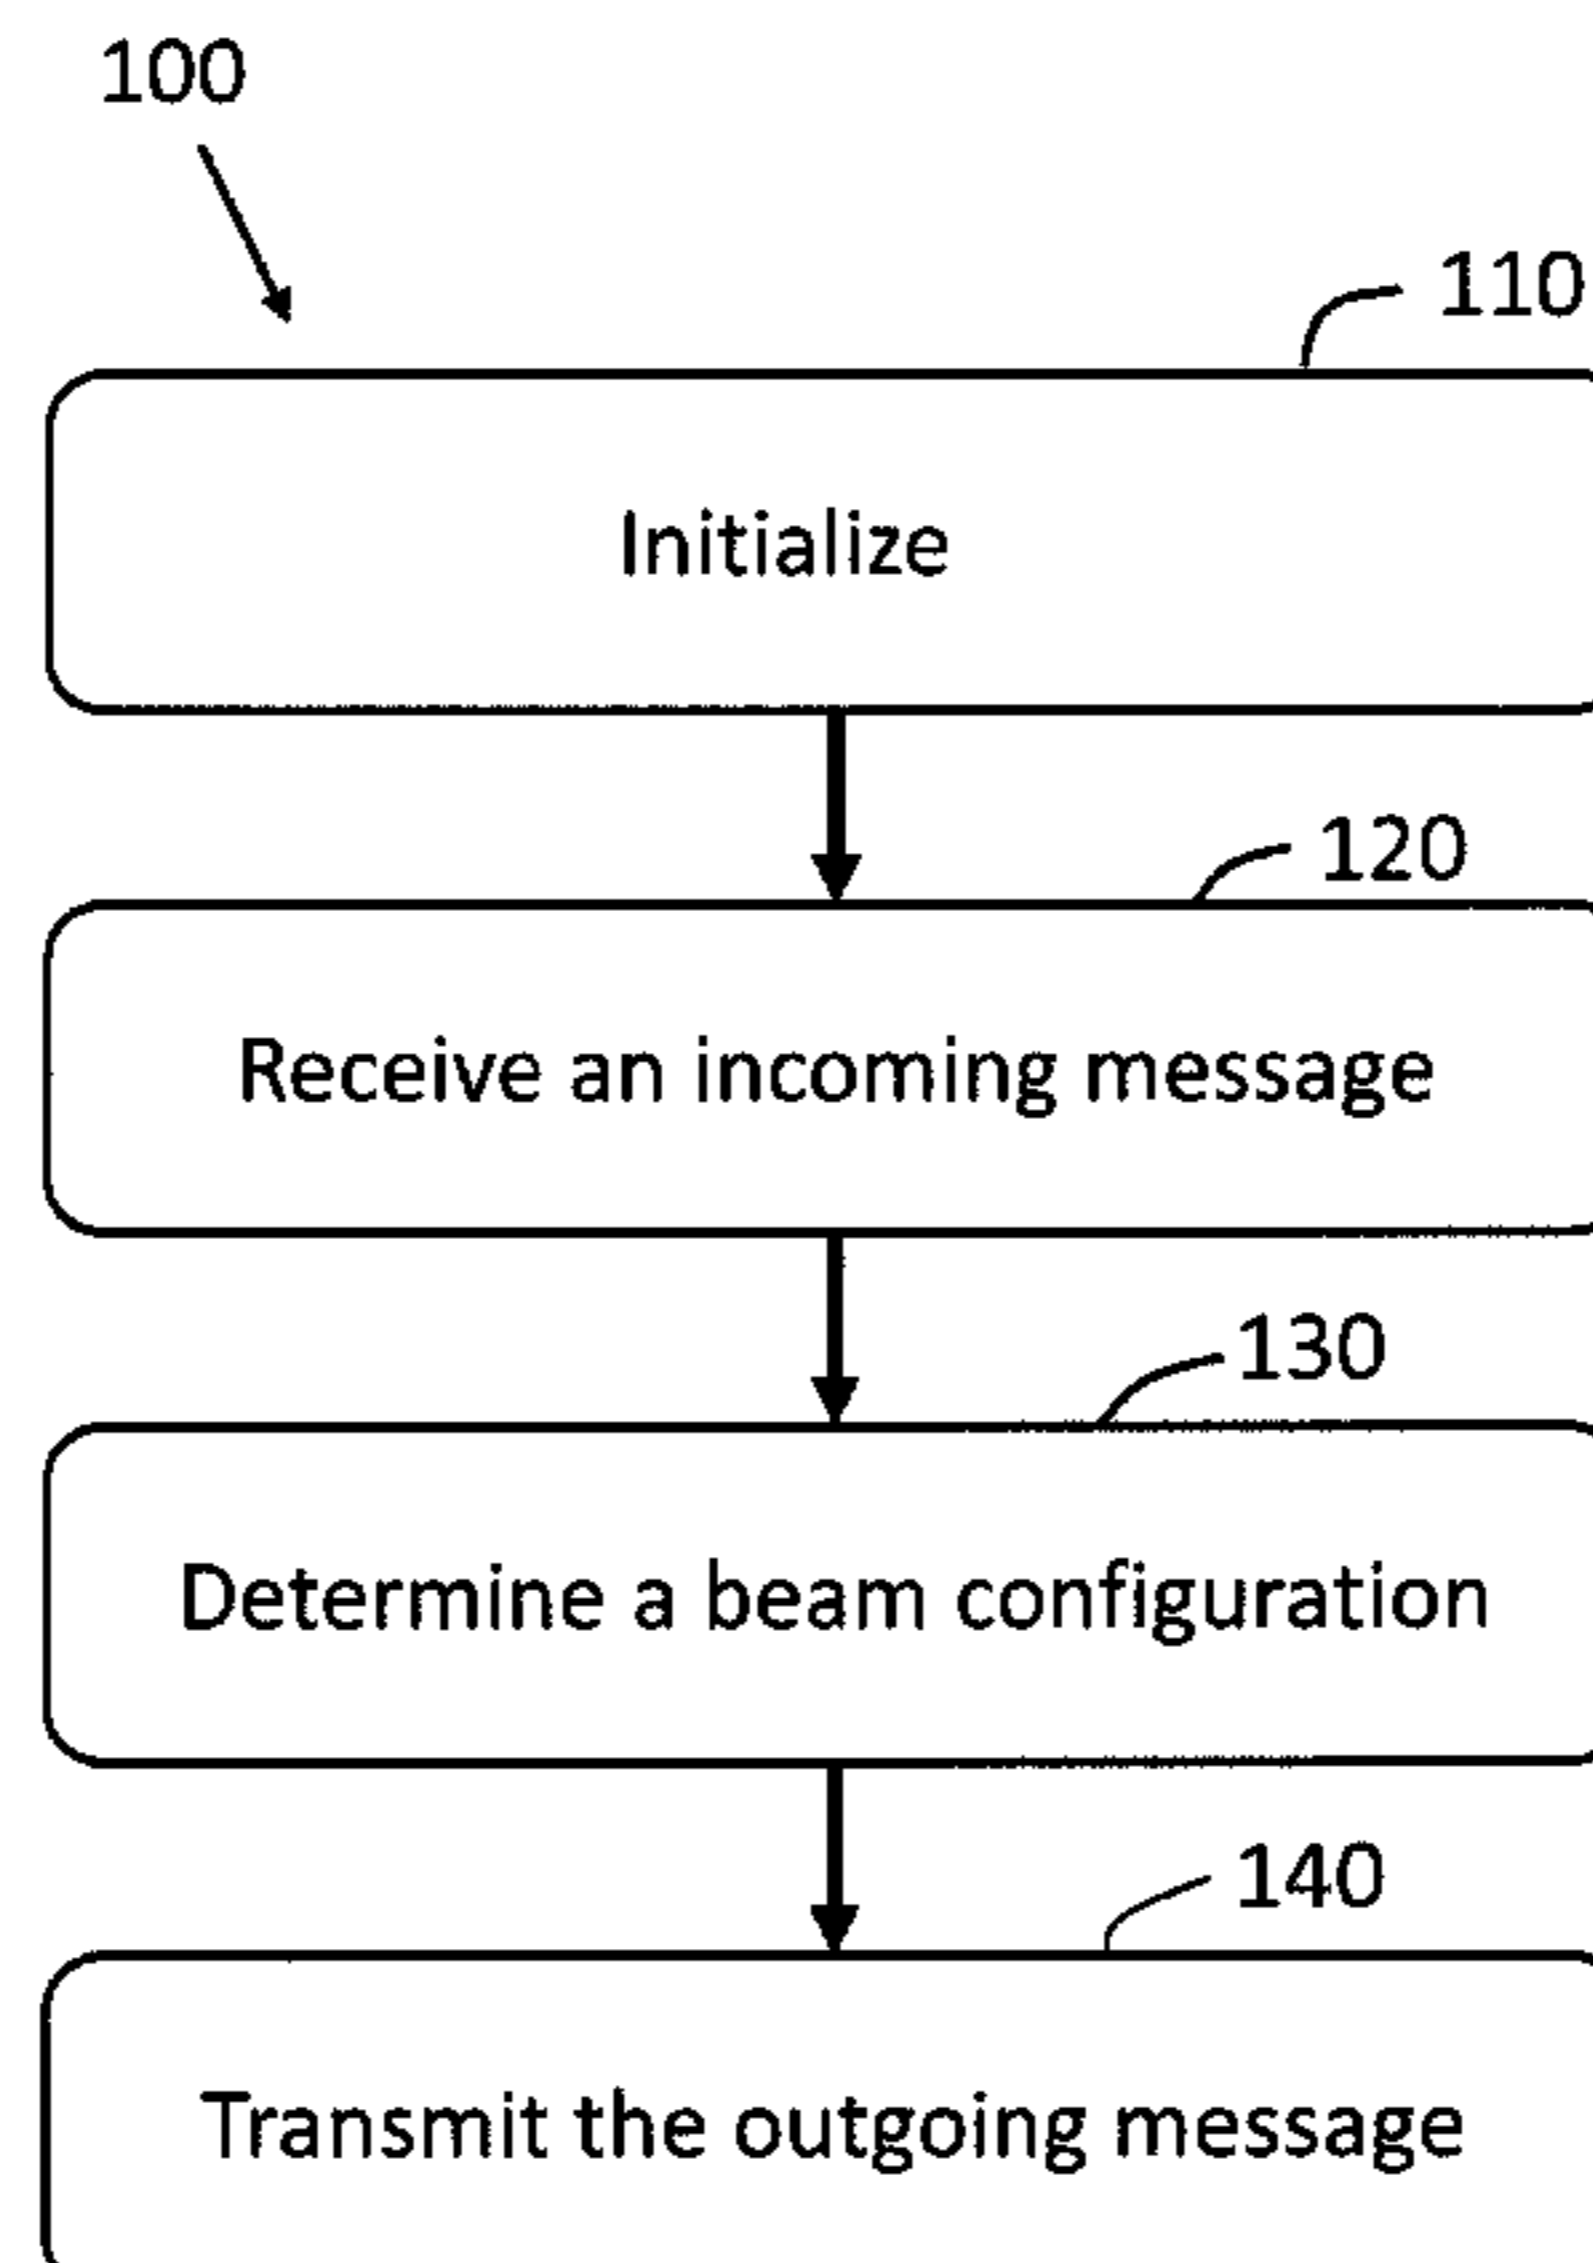 100
110
Initialize
120
Receive an incoming message
130
Determine a beam configuration
140
Transmit the outgoing message